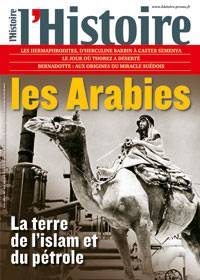 www.histoire.presse.fr
l'Histoire
l'Histoire
LES HERMAPHRODITES, D'HERCULINE BARBIN À CASTER SEMENYA
LE JOUR OÙ THOREZ A DÉSERTÉ
BERNADOTTE : AUX ORIGINES DU MIRACLE SUÉDOIS
les Arabies
La terre
de l'islam et
du pétrole